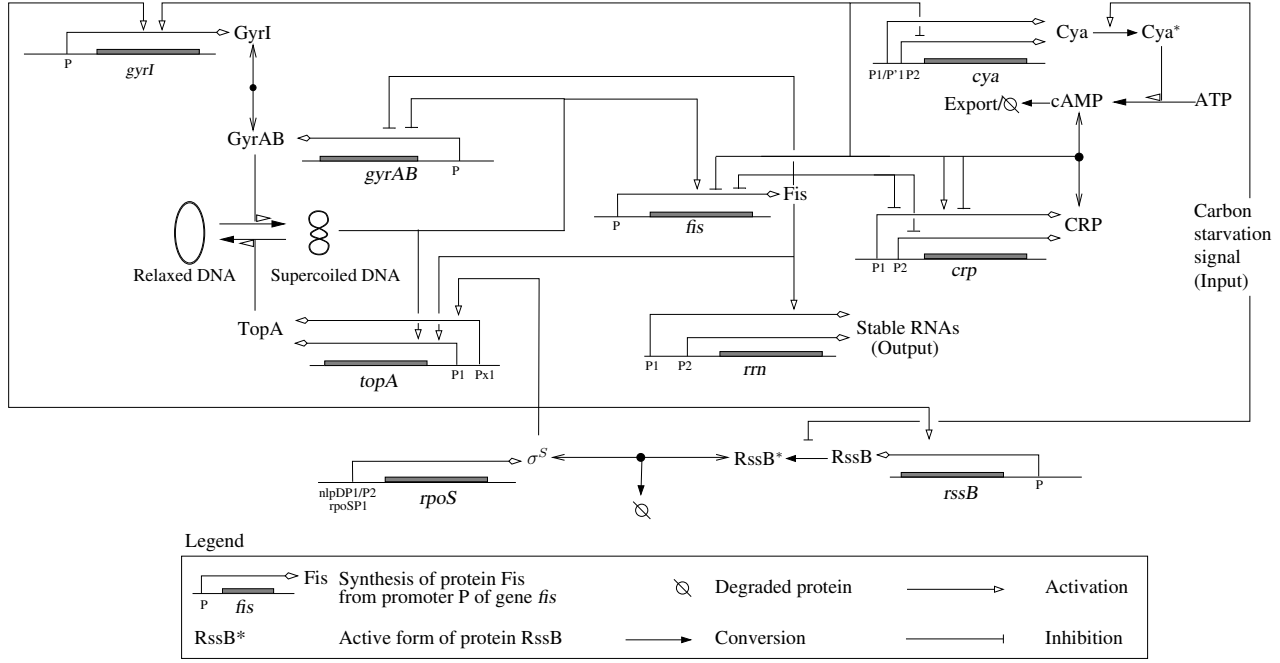 GyrI
P
gyrI
GyrAB
P
gyrAB
Relaxed DNA
Supercoiled DNA
TopA
P1 Px1
topA
Cya
Cya*
P1/P'1 P2
cya
Export/
cAMP
ATP
Fis
P
fis
CRP
P1 P2
crp
Carbon
starvation
signal
(Input)
Stable RNAs
(Output)
P1 P2
rrn
σS
nlpDP1/P2
rpoSP1
rpoS
RssB*
RssB
rssB
P
Legend
Fis
P
fis
Synthesis of protein Fis
from promoter P of gene fis
Degraded protein
Activation
RssB*
Active form of protein RssB
Conversion
Inhibition